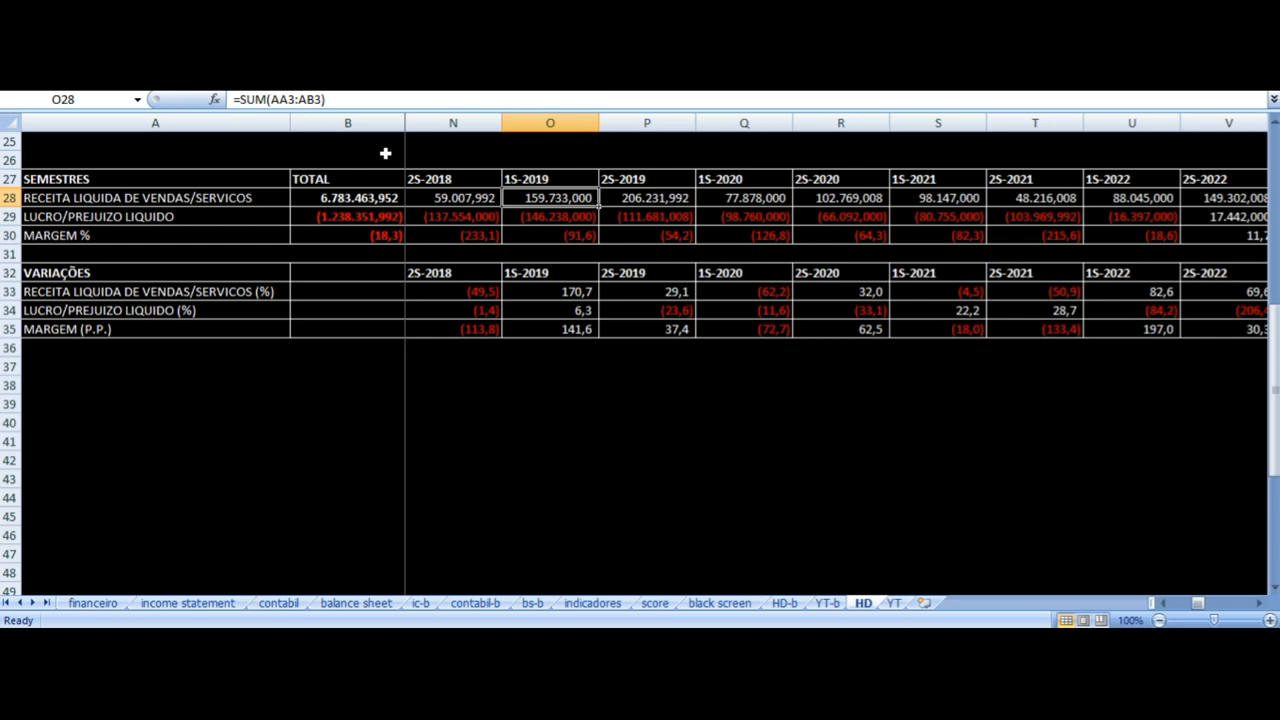 O28 fx =SUM(AA3:AB3)
A B N O P Q R S T U V
25
26
27 SEMESTRES TOTAL 2S-2018 1S-2019 2S-2019 1S-2020 2S-2020 1S-2021 2S-2021 1S-2022 2S-2022
28 RECEITA LIQUIDA DE VENDAS/SERVICOS 6.783.463,952 59.007,992 159.733,000 206.231,992 77.878,000 102.769,008 98.147,000 48.216,008 88.045,000 149.302,008
29 LUCRO/PREJUIZO LIQUIDO (1.238.351,992) (137.554,000) (146.238,000) (111.681,008) (98.760,000) (66.092,000) (80.755,000) (103.969,992) (16.397,000) 17.442,000
30 MARGEM % (18,3) (233,1) (91,6) (54,2) (126,8) (64,3) (82,3) (215,6) (18,6) 11,7
31
32 VARIAÇÕES 2S-2018 1S-2019 2S-2019 1S-2020 2S-2020 1S-2021 2S-2021 1S-2022 2S-2022
33 RECEITA LIQUIDA DE VENDAS/SERVICOS (%) (49,5) 170,7 29,1 (62,2) 32,0 (4,5) (50,9) 82,6 69,6
34 LUCRO/PREJUIZO LIQUIDO (%) (1,4) 6,3 (23,6) (11,6) (33,1) 22,2 28,7 (84,2) (206,4
35 MARGEM (P.P.) (113,8) 141,6 37,4 (72,7) 62,5 (18,0) (133,4) 197,0 30,3
36
37
38
39
40
41
42
43
44
45
46
47
48
49
financeiro income statement contabil balance sheet ic-b contabil-b bs-b indicadores score black screen HD-b YT-b HD YT
Ready 100%